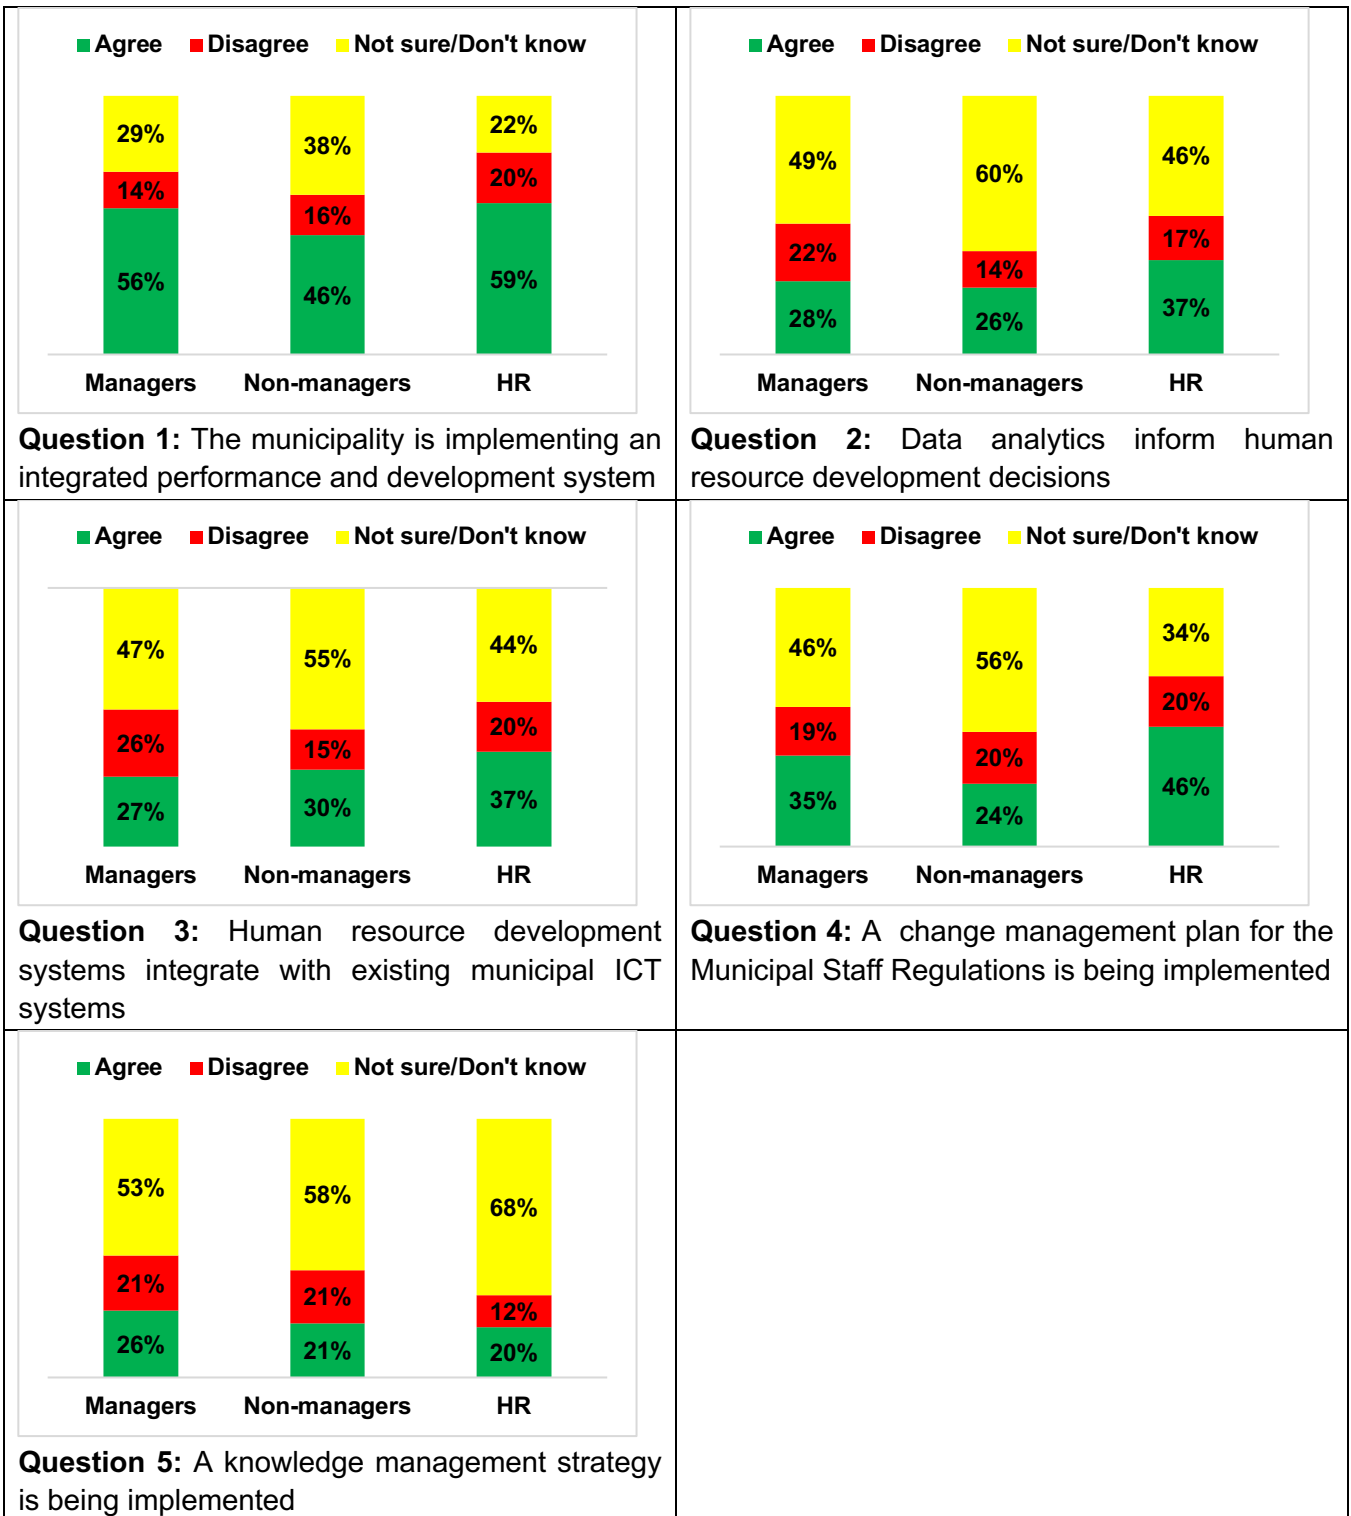 Agree Disagree Not sure/Don't know
29% 38% 22%
14% 16% 20%
56% 46% 59%
Managers Non-managers HR
Question 1: The municipality is implementing an
integrated performance and development system
Agree Disagree Not sure/Don't know
49% 60% 46%
22% 14% 17%
28% 26% 37%
Managers Non-managers HR
Question 2: Data analytics inform human
resource development decisions
Agree Disagree Not sure/Don't know
47% 55% 44%
26% 15% 20%
27% 30% 37%
Managers Non-managers HR
Question 3: Human resource development
systems integrate with existing municipal ICT
systems
Agree Disagree Not sure/Don't know
46% 56% 34%
19% 20% 20%
35% 24% 46%
Managers Non-managers HR
Question 4: A change management plan for the
Municipal Staff Regulations is being implemented
Agree Disagree Not sure/Don't know
53% 58% 68%
21% 21% 12%
26% 21% 20%
Managers Non-managers HR
Question 5: A knowledge management strategy
is being implemented